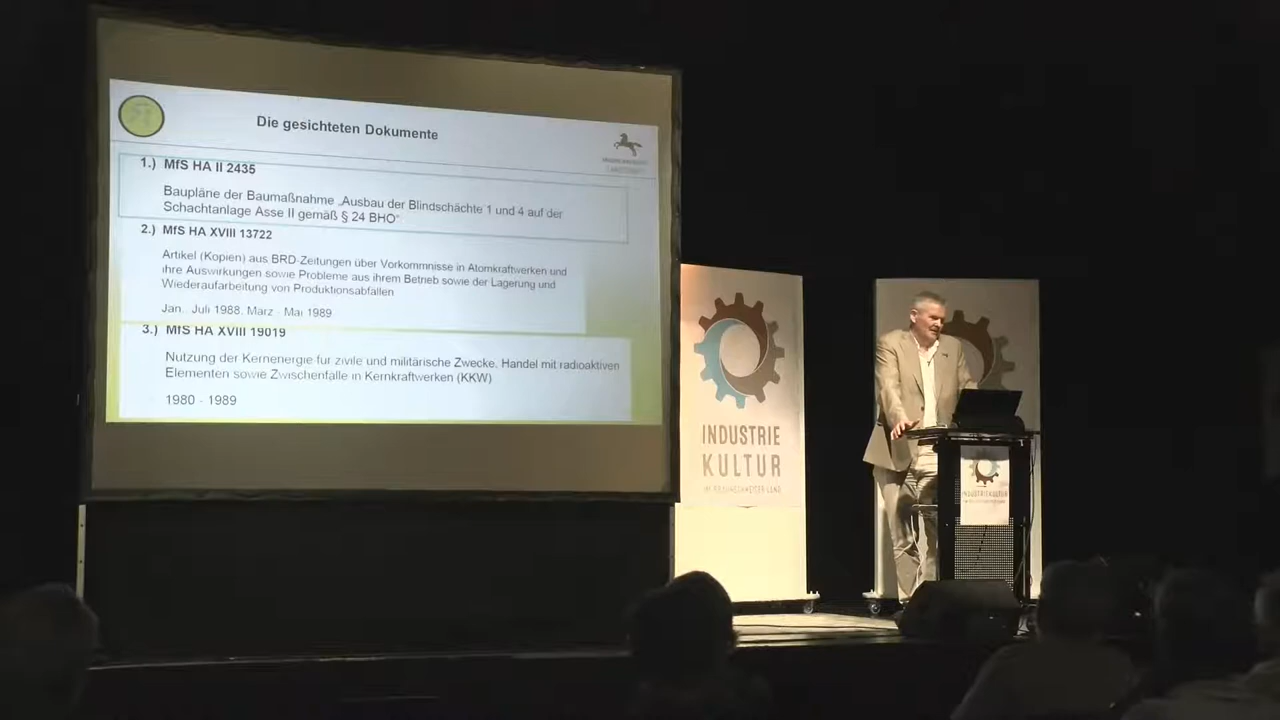 Die gesichteten Dokumente
1.) MfS HA II 2435
Baupläne der Baumaßnahme „Ausbau der Blindschächte 1 und 4 auf der
Schachtanlage Asse II gemäß § 24 BHO“
2.) MfS HA XVIII 13722
Artikel (Kopien) aus BRD-Zeitungen über Vorkommnisse in Atomkraftwerken und
ihre Auswirkungen sowie Probleme aus ihrem Betrieb sowie der Lagerung und
Wiederaufarbeitung von Produktionsabfällen
Jan., Juli 1988, März - Mai 1989
3.) MfS HA XVIII 19019
Nutzung der Kernenergie für zivile und militärische Zwecke, Handel mit radioaktiven
Elementen sowie Zwischenfälle in Kernkraftwerken (KKW)
1980 - 1989
INDUSTRIE
KULTUR
IM BRAUNSCHWEIGER LAND
INDUSTRIEKULTUR